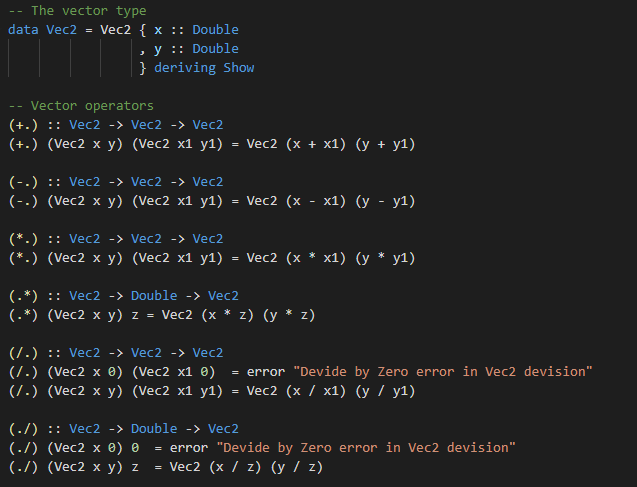 -- The vector type
data Vec2 = Vec2 { x :: Double
                 , y :: Double
                 } deriving Show

-- Vector operators
(+.) :: Vec2 -> Vec2 -> Vec2
(+.) (Vec2 x y) (Vec2 x1 y1) = Vec2 (x + x1) (y + y1)

(-.) :: Vec2 -> Vec2 -> Vec2
(-.) (Vec2 x y) (Vec2 x1 y1) = Vec2 (x - x1) (y - y1)

(*.) :: Vec2 -> Vec2 -> Vec2
(*.) (Vec2 x y) (Vec2 x1 y1) = Vec2 (x * x1) (y * y1)

(.*) :: Vec2 -> Double -> Vec2
(.*) (Vec2 x y) z = Vec2 (x * z) (y * z)

(/.) :: Vec2 -> Vec2 -> Vec2
(/.) (Vec2 x 0) (Vec2 x1 0)  = error "Devide by Zero error in Vec2 devision"
(/.) (Vec2 x y) (Vec2 x1 y1) = Vec2 (x / x1) (y / y1)

(./) :: Vec2 -> Double -> Vec2
(./) (Vec2 x 0) 0  = error "Devide by Zero error in Vec2 devision"
(./) (Vec2 x y) z  = Vec2 (x / z) (y / z)